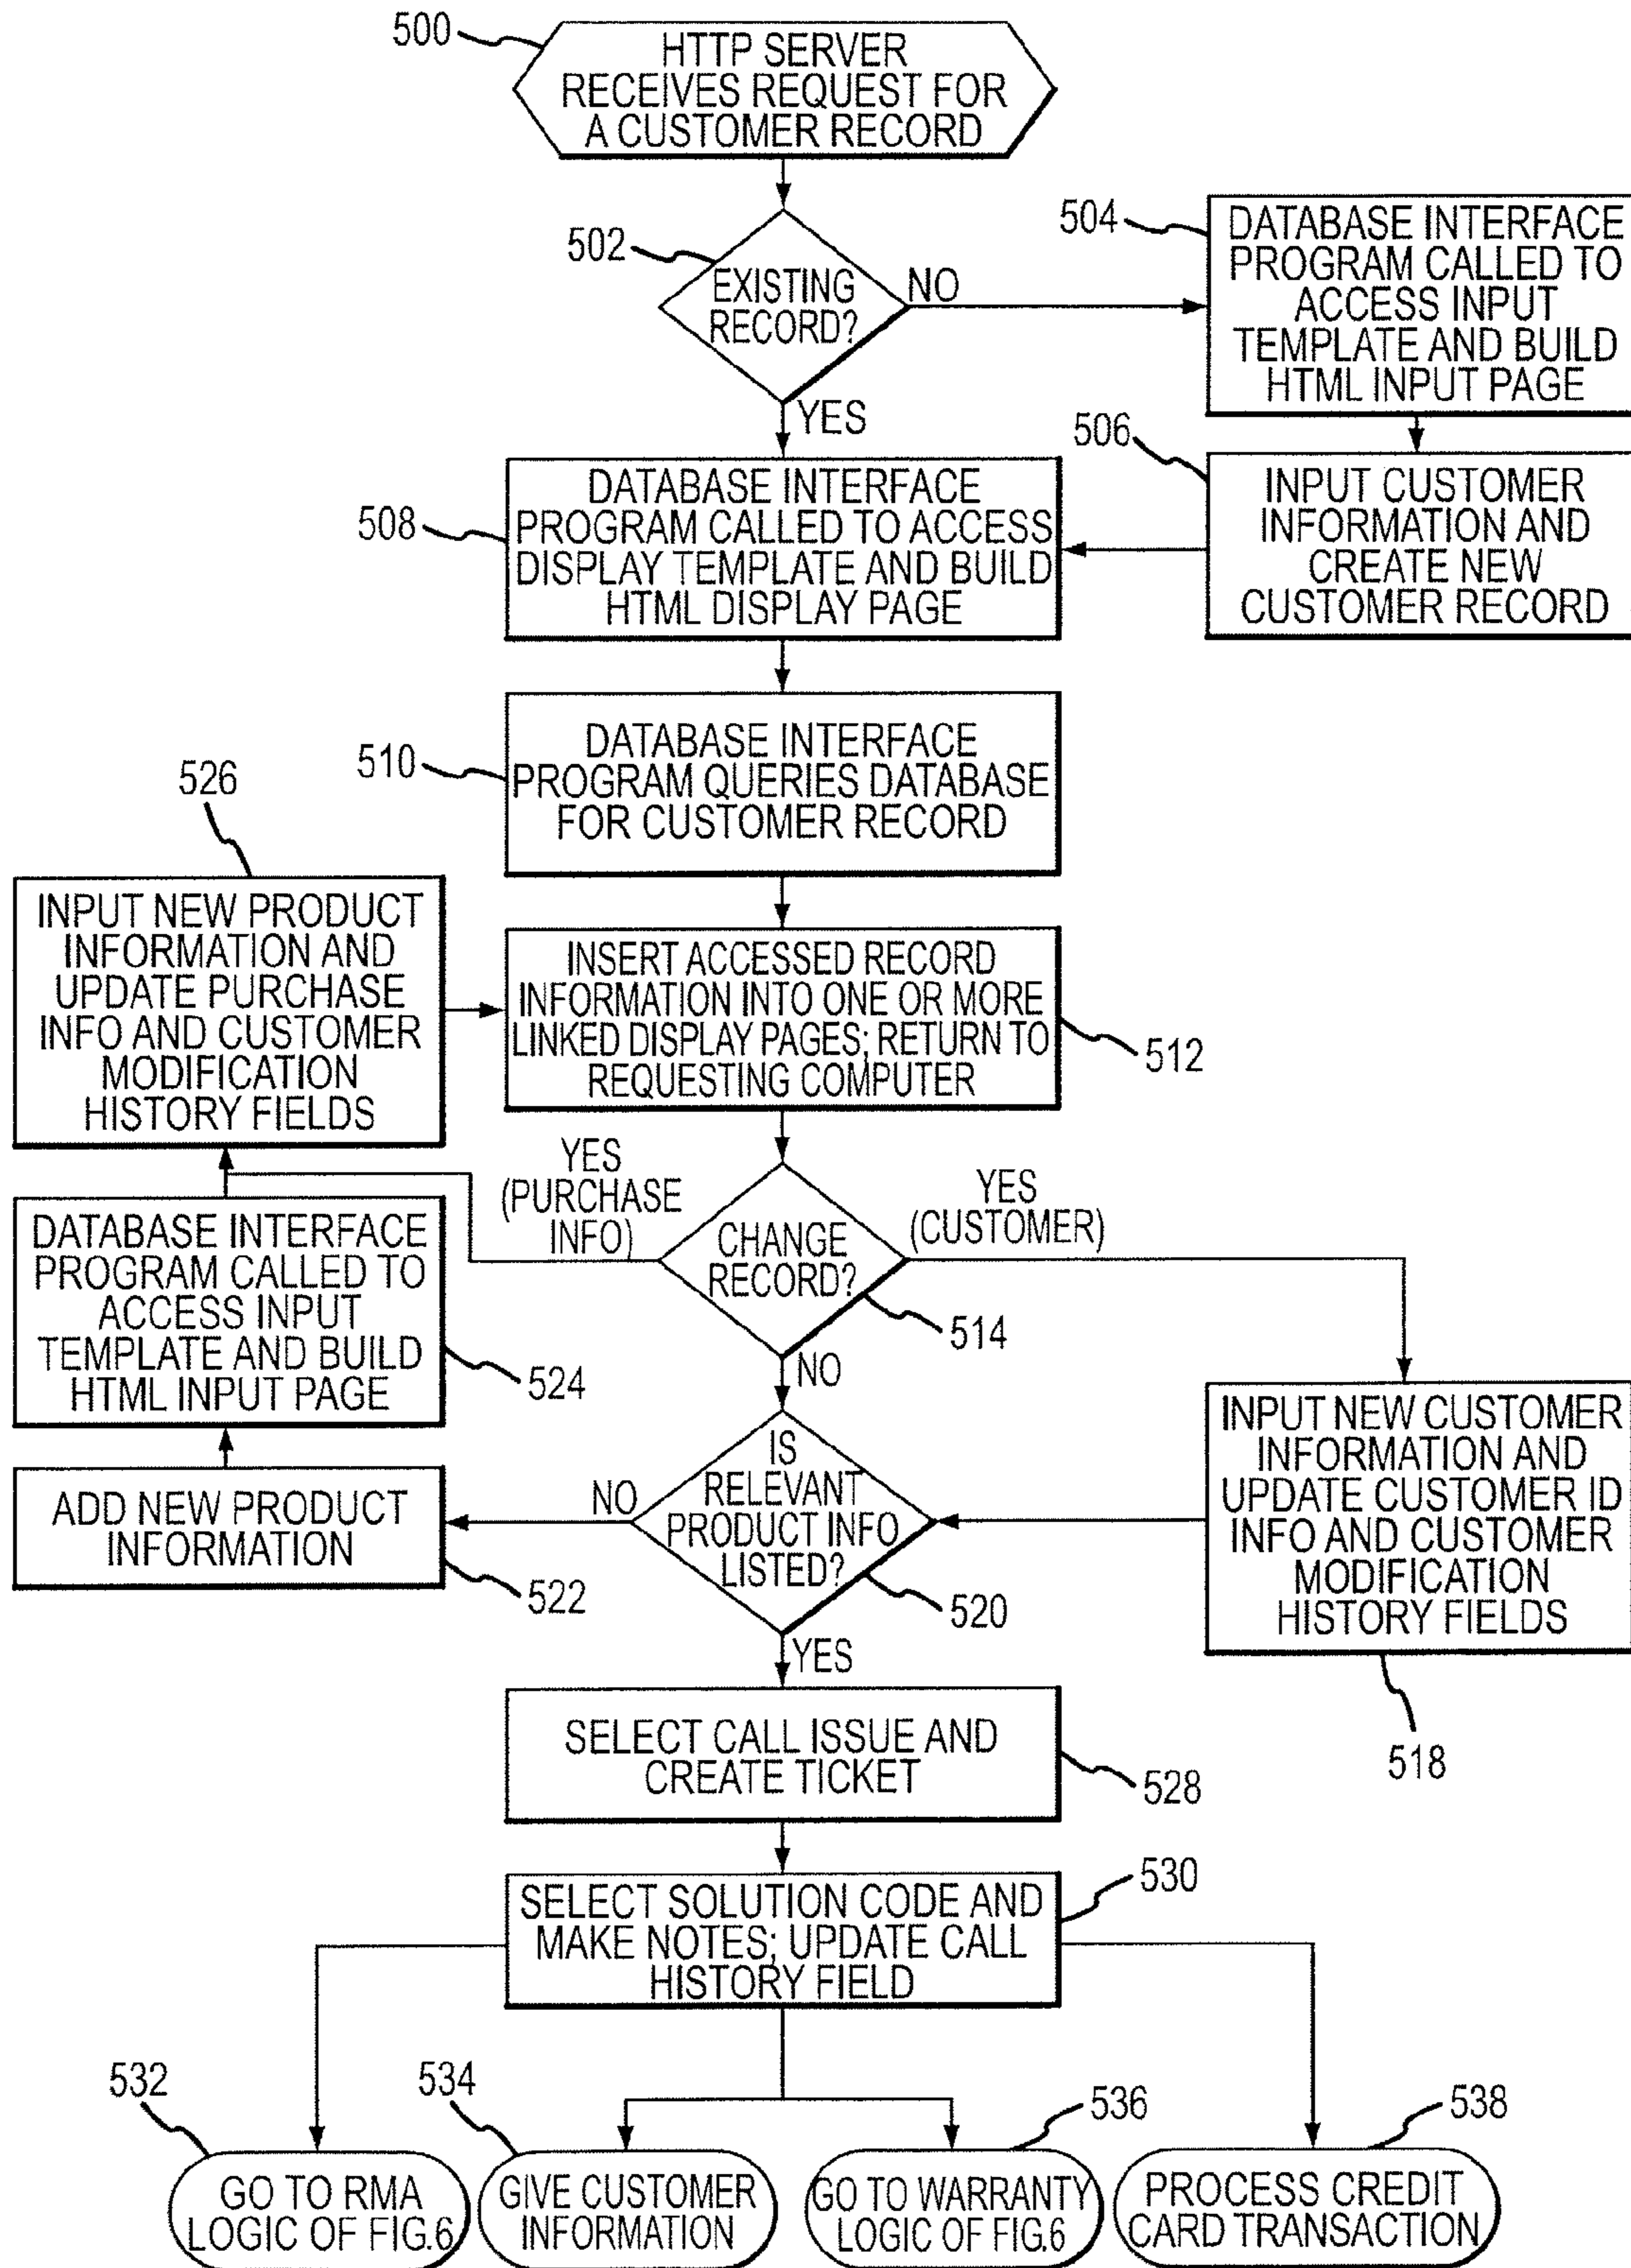 500
HTTP SERVER
RECEIVES REQUEST FOR
A CUSTOMER RECORD
502
EXISTING
RECORD?
NO
YES
504
DATABASE INTERFACE
PROGRAM CALLED TO
ACCESS INPUT
TEMPLATE AND BUILD
HTML INPUT PAGE
506
INPUT CUSTOMER
INFORMATION AND
CREATE NEW
CUSTOMER RECORD
508
DATABASE INTERFACE
PROGRAM CALLED TO ACCESS
DISPLAY TEMPLATE AND BUILD
HTML DISPLAY PAGE
510
DATABASE INTERFACE
PROGRAM QUERIES DATABASE
FOR CUSTOMER RECORD
526
INPUT NEW PRODUCT
INFORMATION AND
UPDATE PURCHASE
INFO AND CUSTOMER
MODIFICATION
HISTORY FIELDS
INSERT ACCESSED RECORD
INFORMATION INTO ONE OR MORE
LINKED DISPLAY PAGES; RETURN TO
REQUESTING COMPUTER
512
YES
(PURCHASE
INFO)
CHANGE
RECORD?
YES
(CUSTOMER)
514
NO
DATABASE INTERFACE
PROGRAM CALLED TO
ACCESS INPUT
TEMPLATE AND BUILD
HTML INPUT PAGE
524
INPUT NEW CUSTOMER
INFORMATION AND
UPDATE CUSTOMER ID
INFO AND CUSTOMER
MODIFICATION
HISTORY FIELDS
518
IS
RELEVANT
PRODUCT INFO
LISTED?
NO
520
YES
ADD NEW PRODUCT
INFORMATION
522
SELECT CALL ISSUE AND
CREATE TICKET
528
530
SELECT SOLUTION CODE AND
MAKE NOTES; UPDATE CALL
HISTORY FIELD
532
GO TO RMA
LOGIC OF FIG.6
534
GIVE CUSTOMER
INFORMATION
536
GO TO WARRANTY
LOGIC OF FIG.6
538
PROCESS CREDIT
CARD TRANSACTION